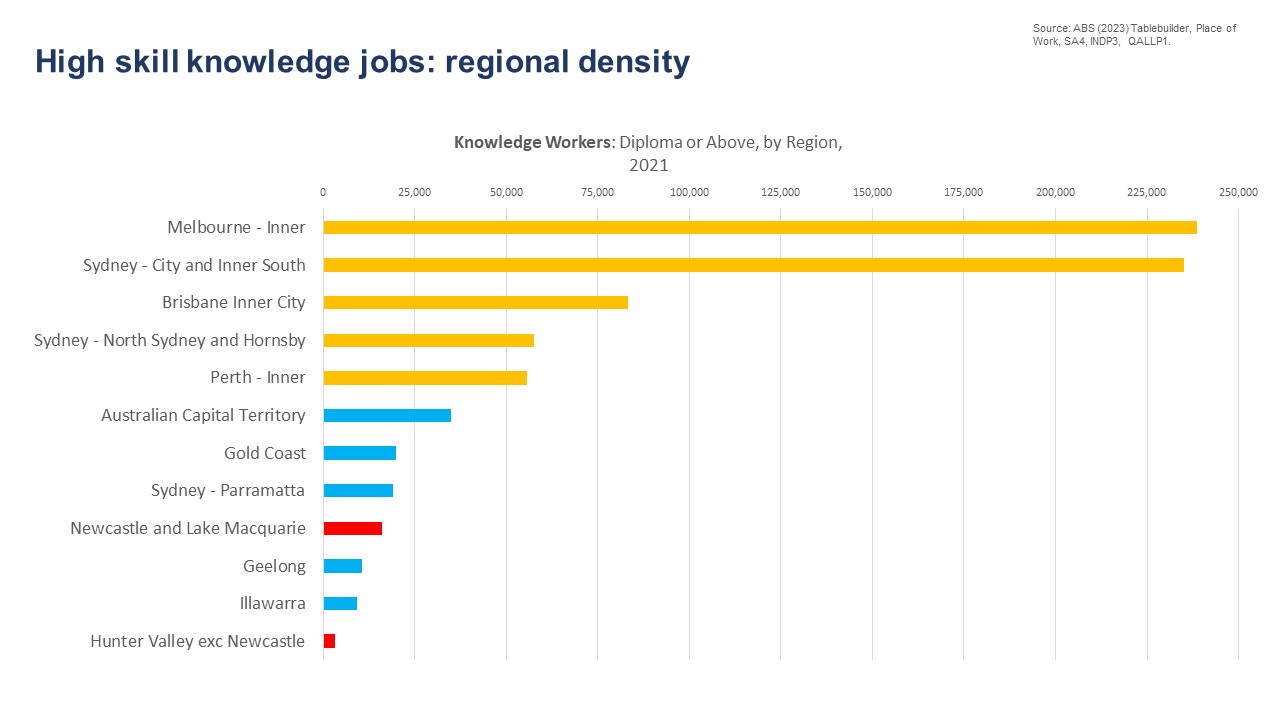 Source: ABS (2023) Tablebuilder, Place of
Work, SA4, INDP3, QALLP1.
High skill knowledge jobs: regional density
Knowledge Workers: Diploma or Above, by Region,
2021
0 25,000 50,000 75,000 100,000 125,000 150,000 175,000 200,000 225,000 250,000
Melbourne - Inner
Sydney - City and Inner South
Brisbane Inner City
Sydney - North Sydney and Hornsby
Perth - Inner
Australian Capital Territory
Gold Coast
Sydney - Parramatta
Newcastle and Lake Macquarie
Geelong
Illawarra
Hunter Valley exc Newcastle